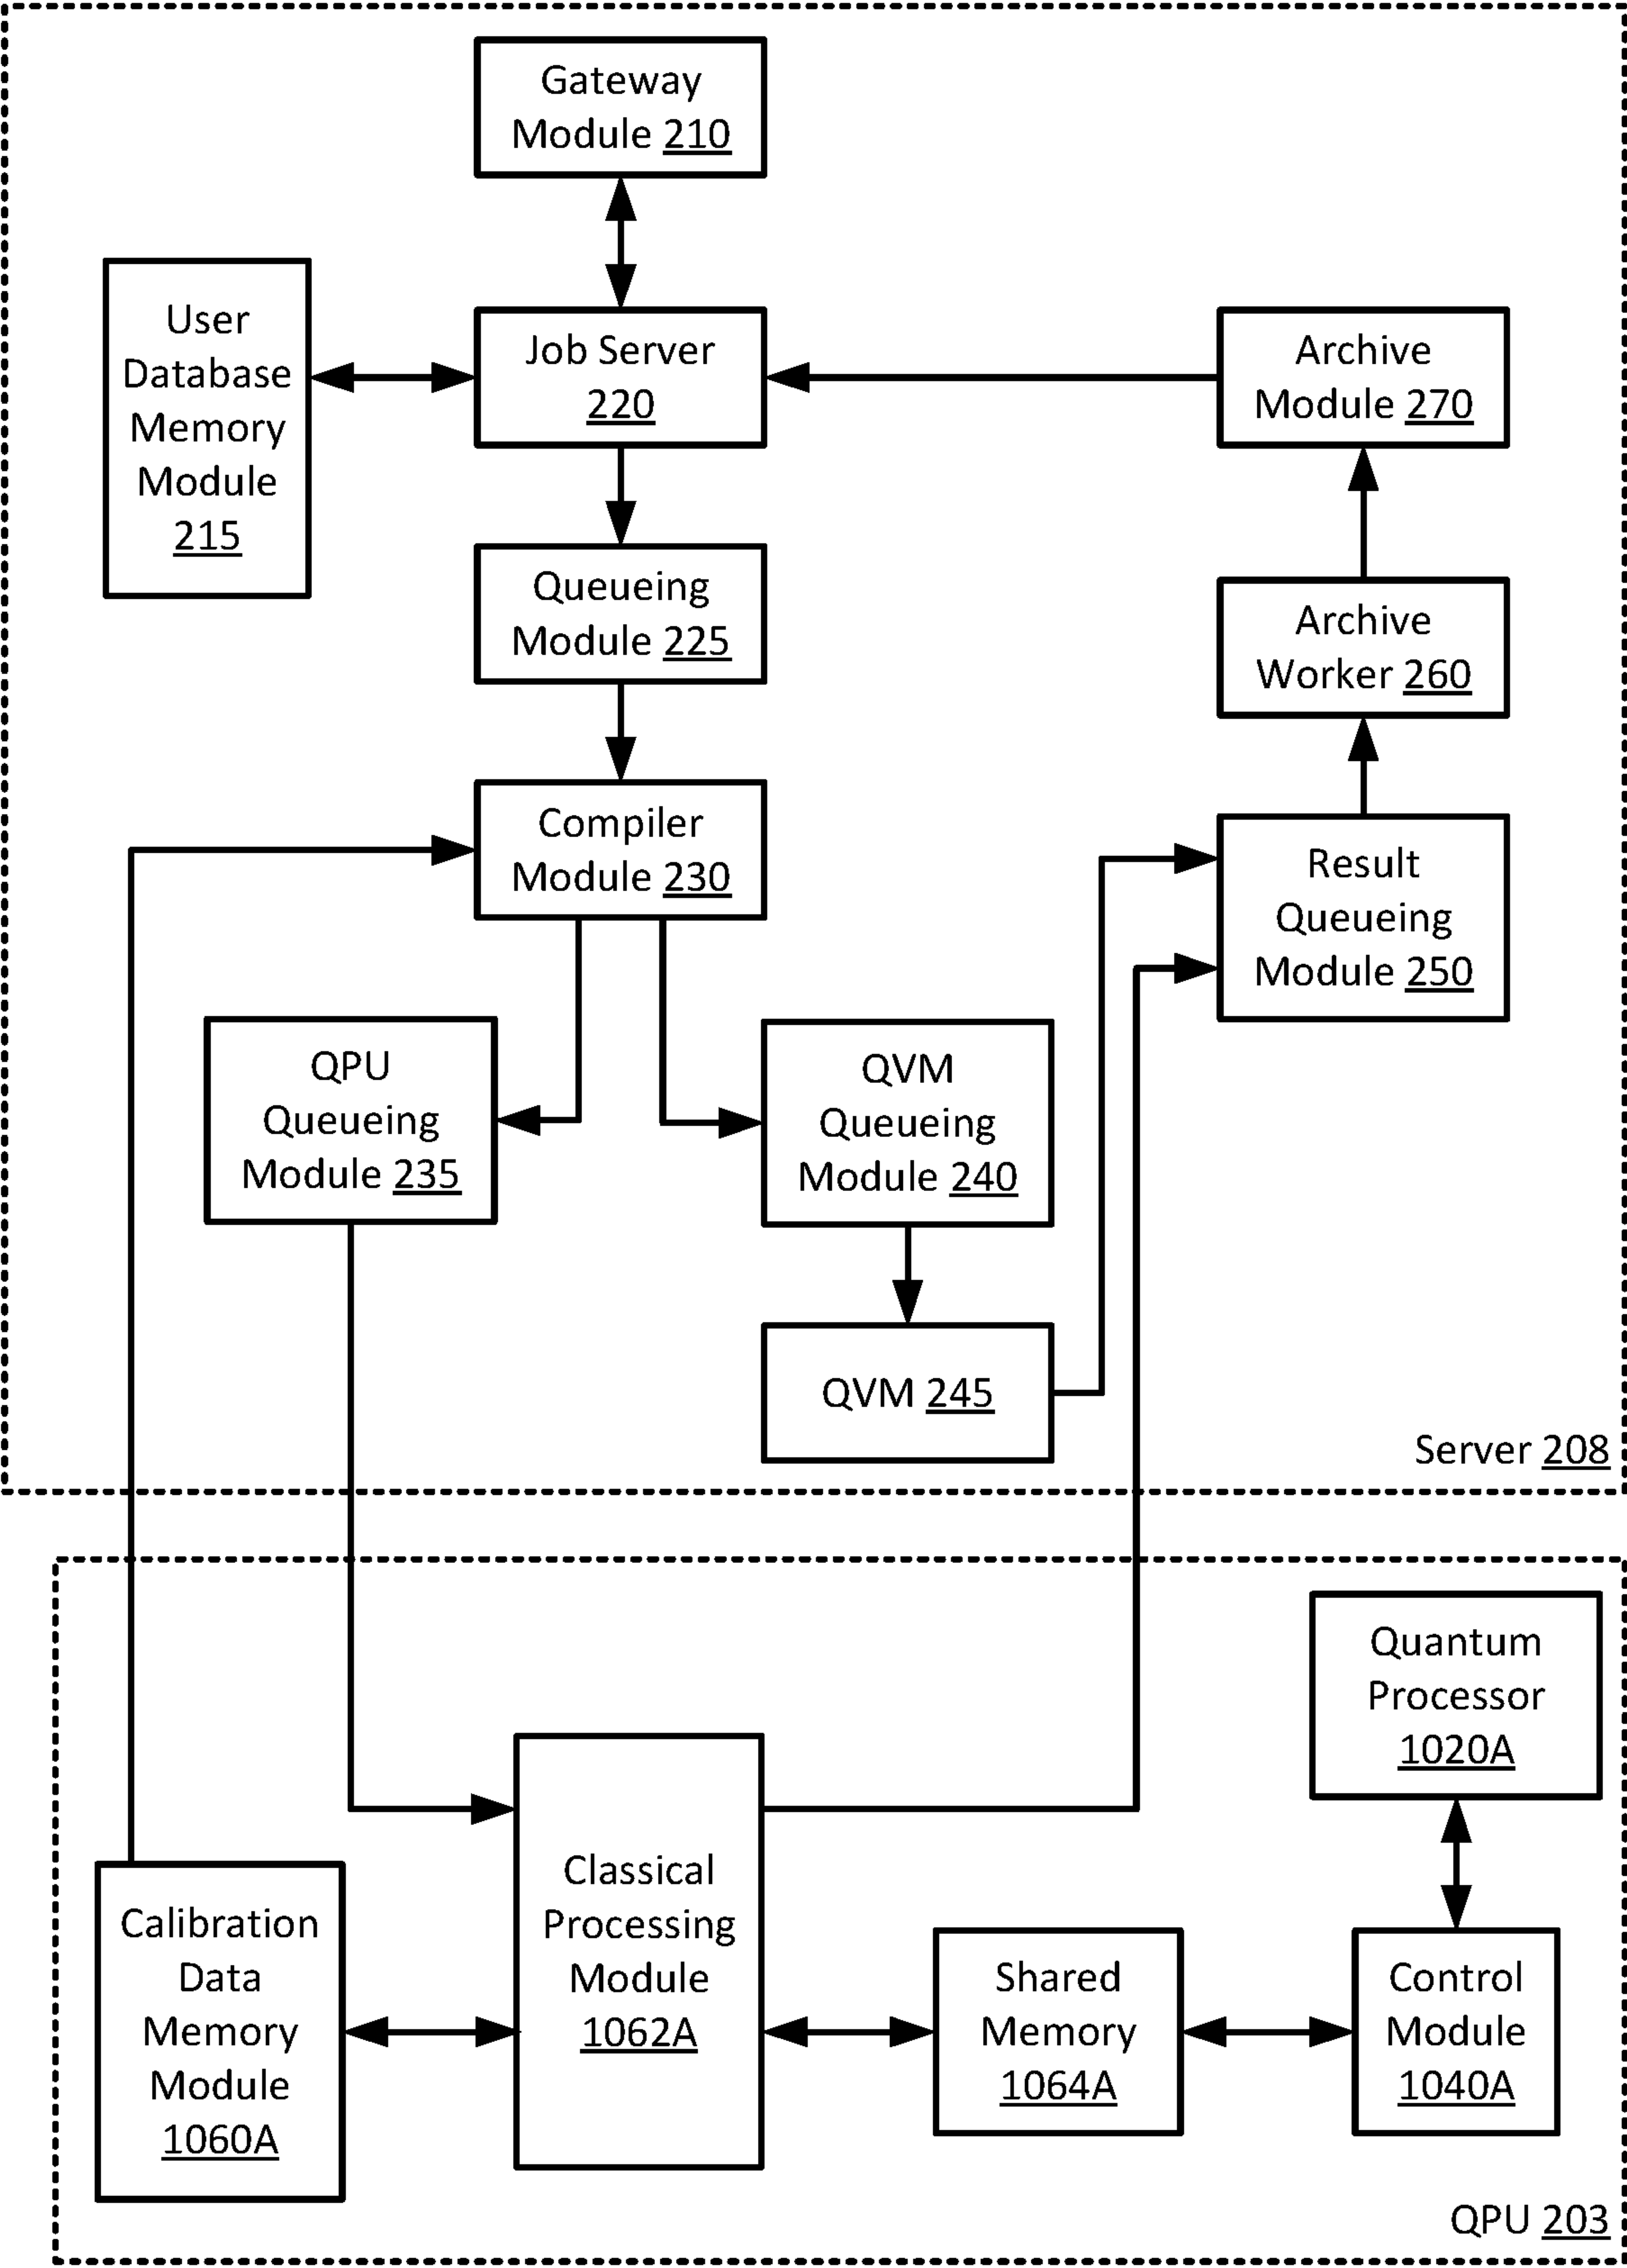 Gateway
Module 210
User
Database
Memory
Module
215
Job Server
220
Archive
Module 270
Queueing
Module 225
Archive
Worker 260
Compiler
Module 230
Result
Queueing
Module 250
QPU
Queueing
Module 235
QVM
Queueing
Module 240
QVM 245
Server 208
Quantum
Processor
1020A
Calibration
Data
Memory
Module
1060A
Classical
Processing
Module
1062A
Shared
Memory
1064A
Control
Module
1040A
QPU 203